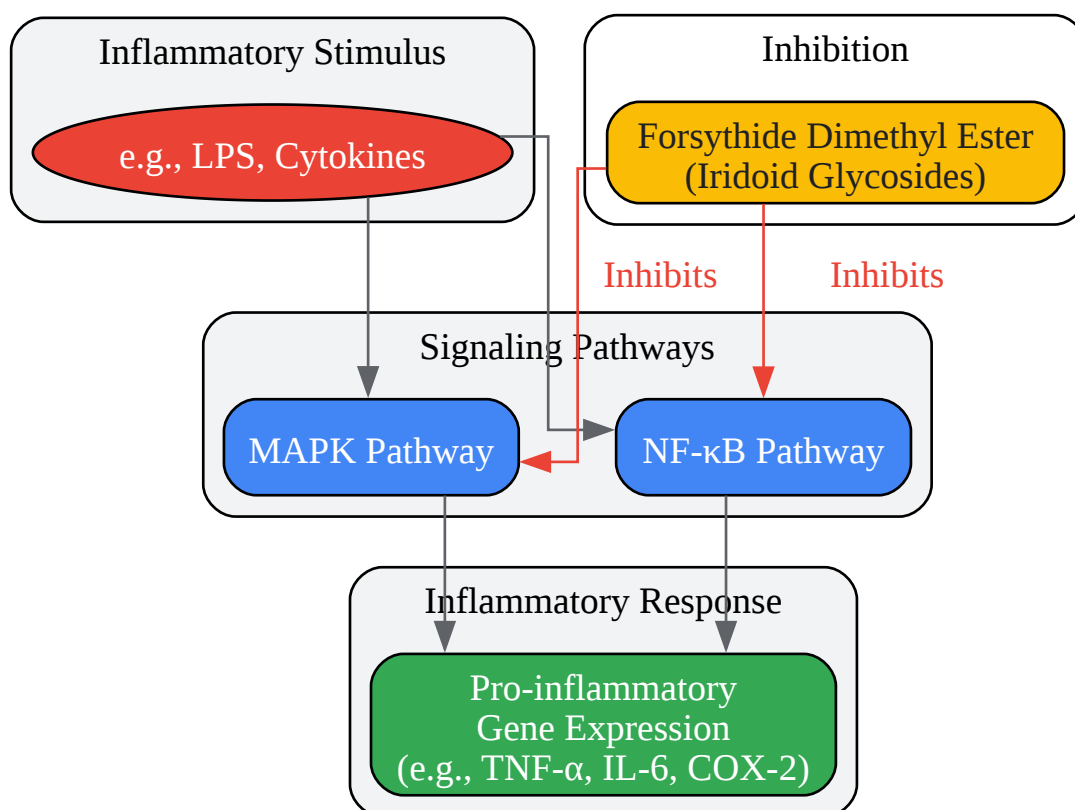 Inflammatory Stimulus
e.g., LPS, Cytokines
Inhibition
Forsythide Dimethyl Ester
(Iridoid Glycosides)
Inhibits
Inhibits
Signaling Pathways
MAPK Pathway
NF-κB Pathway
Inflammatory Response
Pro-inflammatory
Gene Expression
(e.g., TNF-α, IL-6, COX-2)